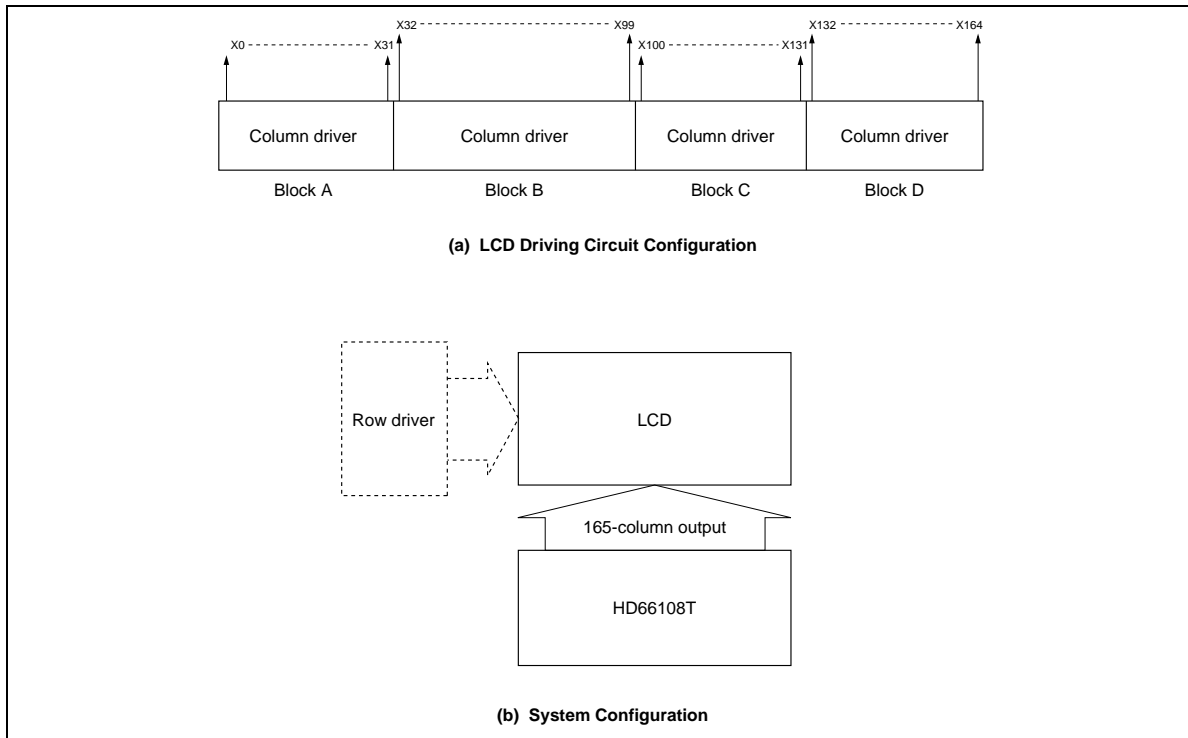 X32 X99 X132 X164
X0 X31 X100 X131
Column driver Column driver Column driver Column driver
Block A Block B Block C Block D
(a) LCD Driving Circuit Configuration
Row driver LCD
165-column output
HD66108T
(b) System Configuration